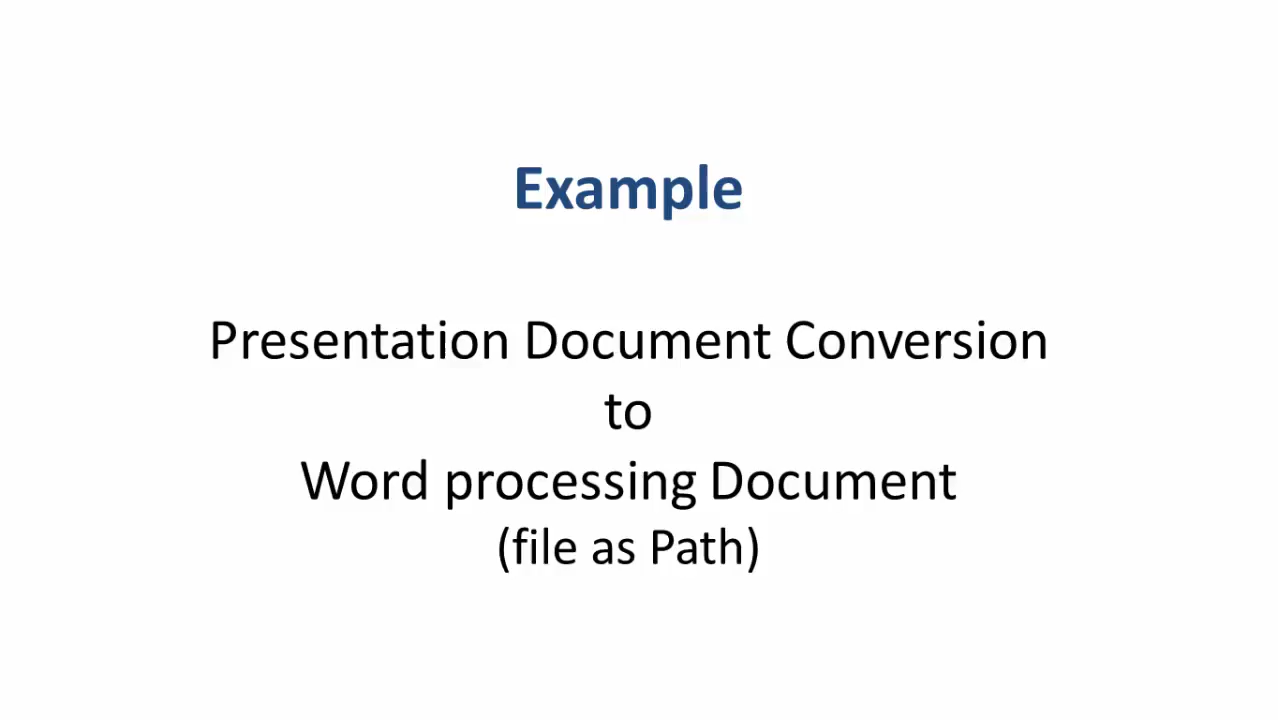 Example
Presentation Document Conversion
to
Word processing Document
(file as Path)